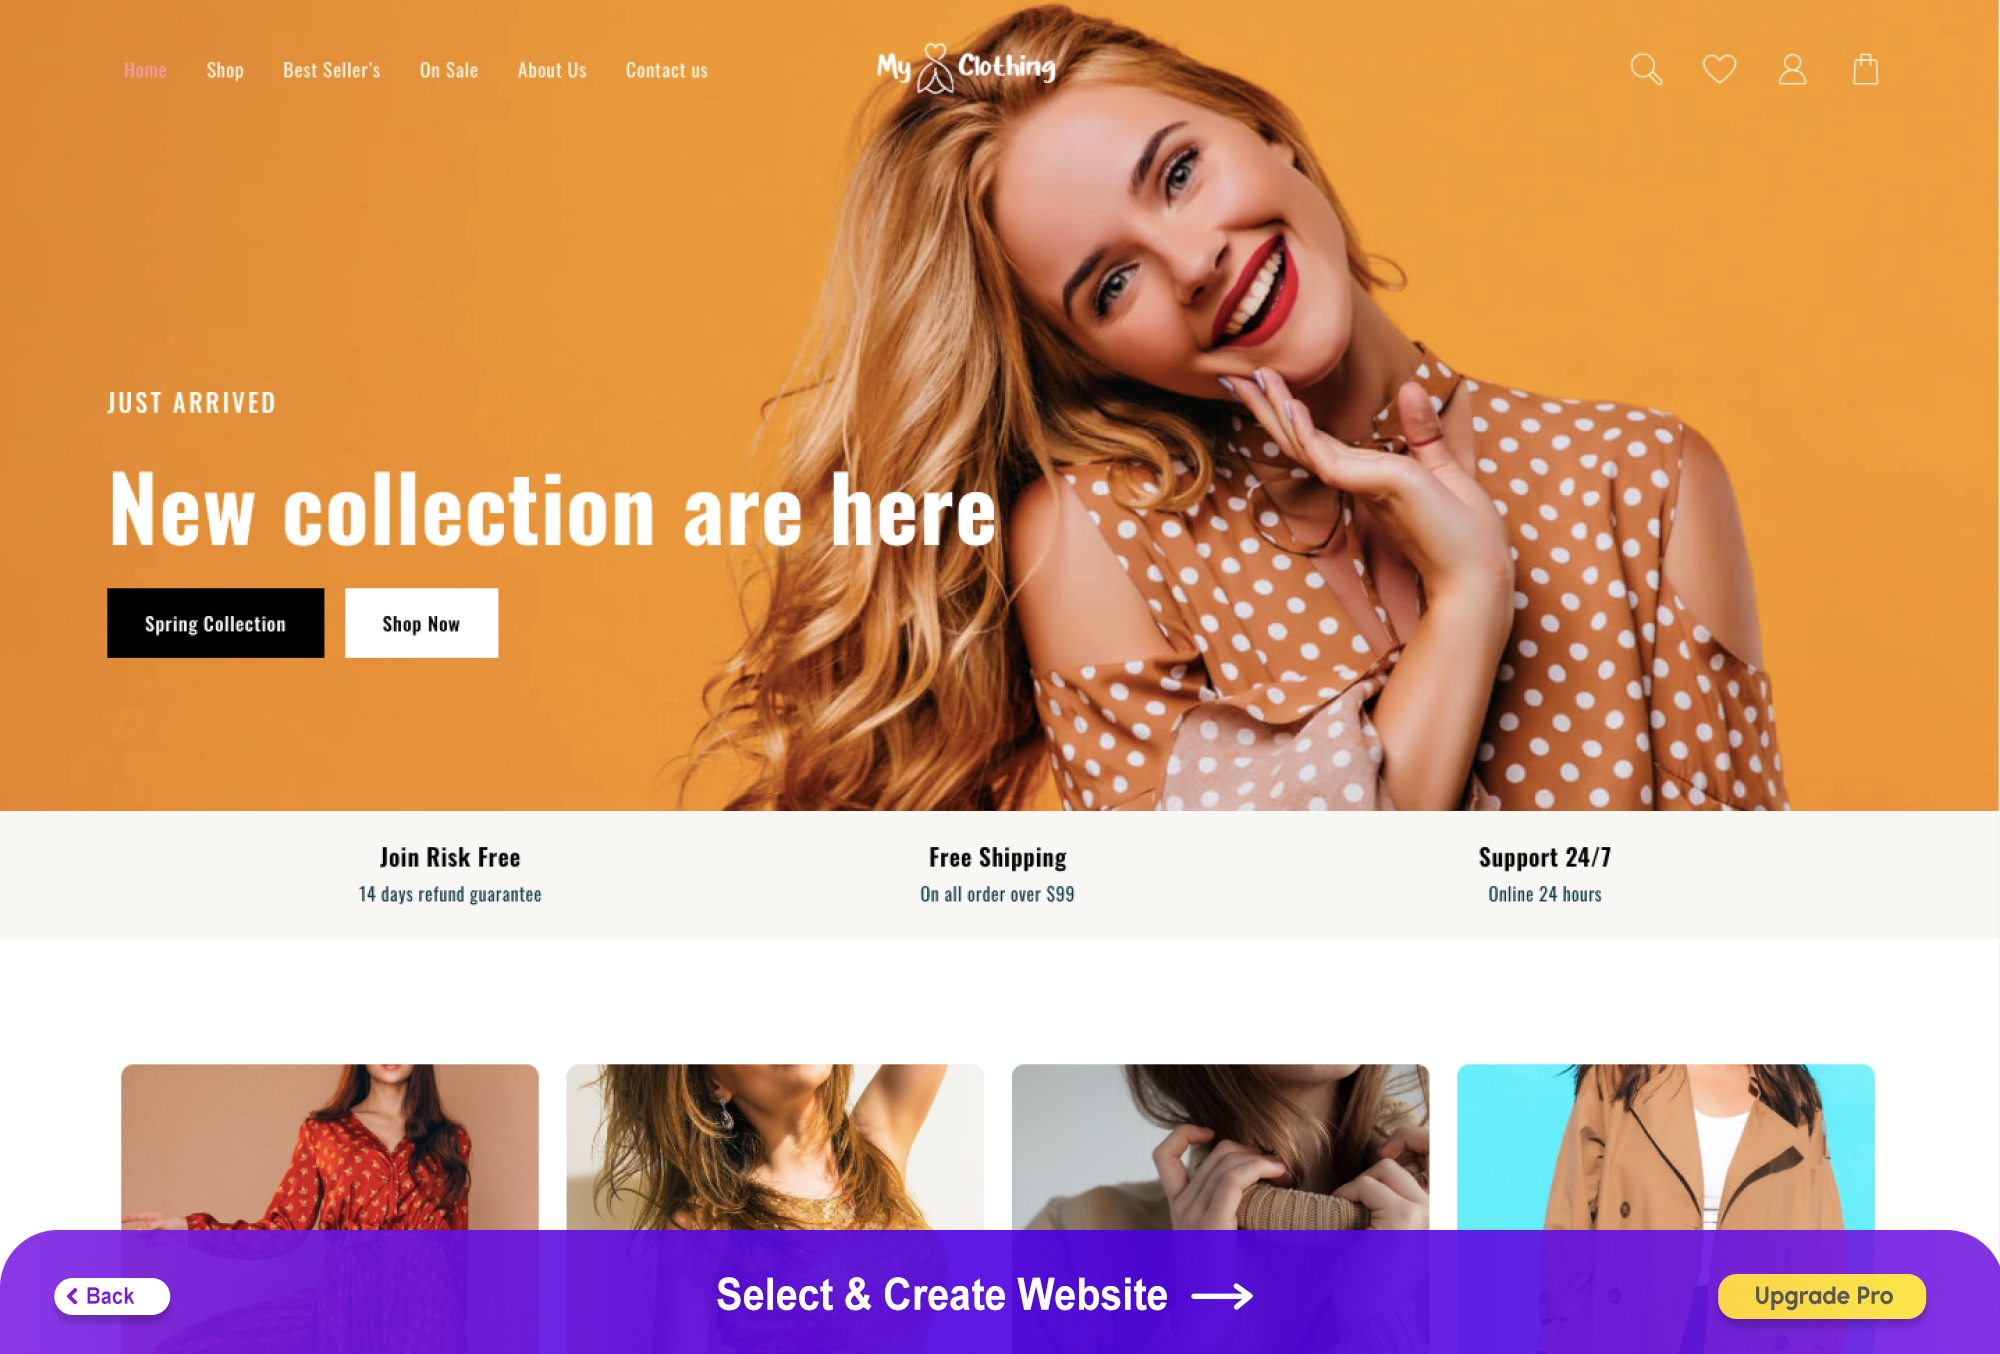 Home Shop Best Seller's On Sale About Us Contact us My Clothing
JUST ARRIVED
New collection are here
Spring Collection Shop Now
Join Risk Free
14 days refund guarantee
Free Shipping
On all order over $99
Support 24/7
Online 24 hours
Back Select & Create Website Upgrade Pro